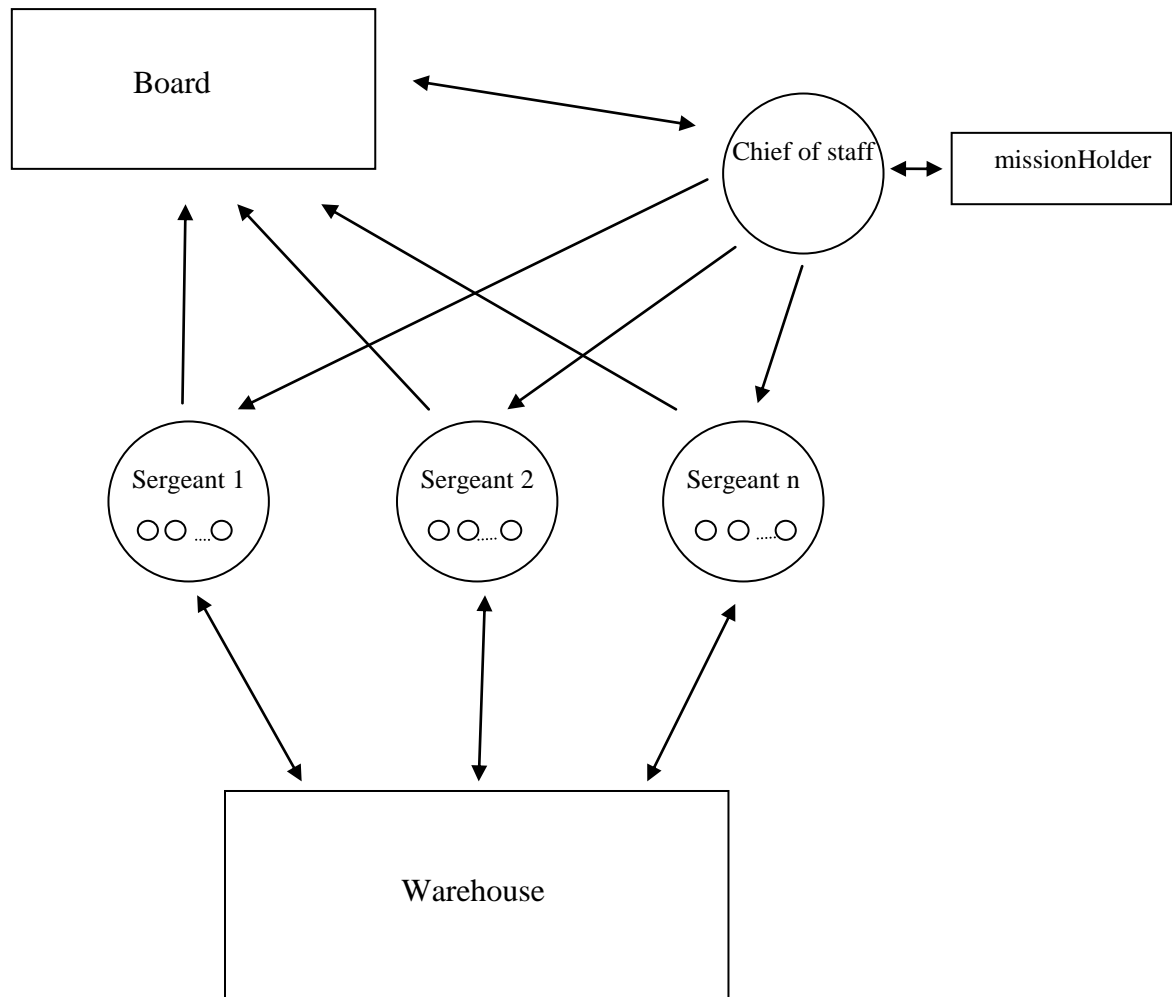 Board
Chief of staff
missionHolder
Sergeant 1
Sergeant 2
Sergeant n
....
.....
.....
Warehouse